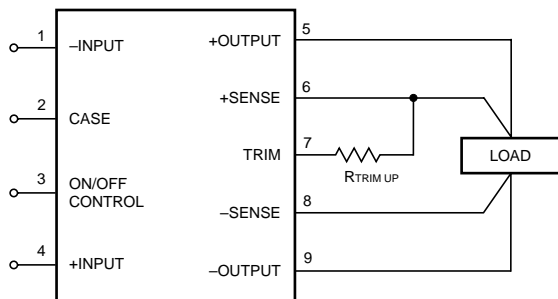 1
–INPUT
2
CASE
3
ON/OFF
CONTROL
4
+INPUT
+OUTPUT
5
+SENSE
6
TRIM
7
RTRIM UP
–SENSE
8
–OUTPUT
9
LOAD